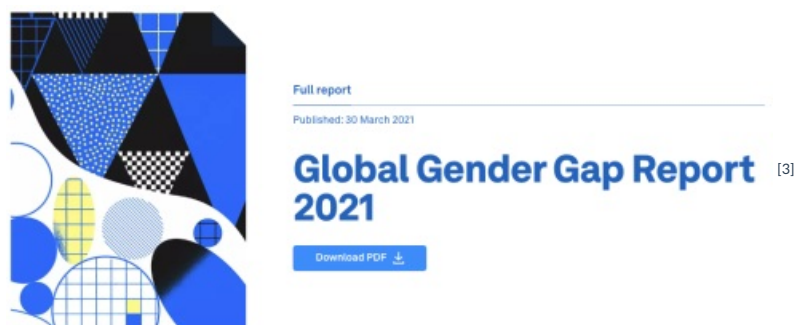 Full report
Published: 30 March 2021
Global Gender Gap Report [3]
2021
Download PDF